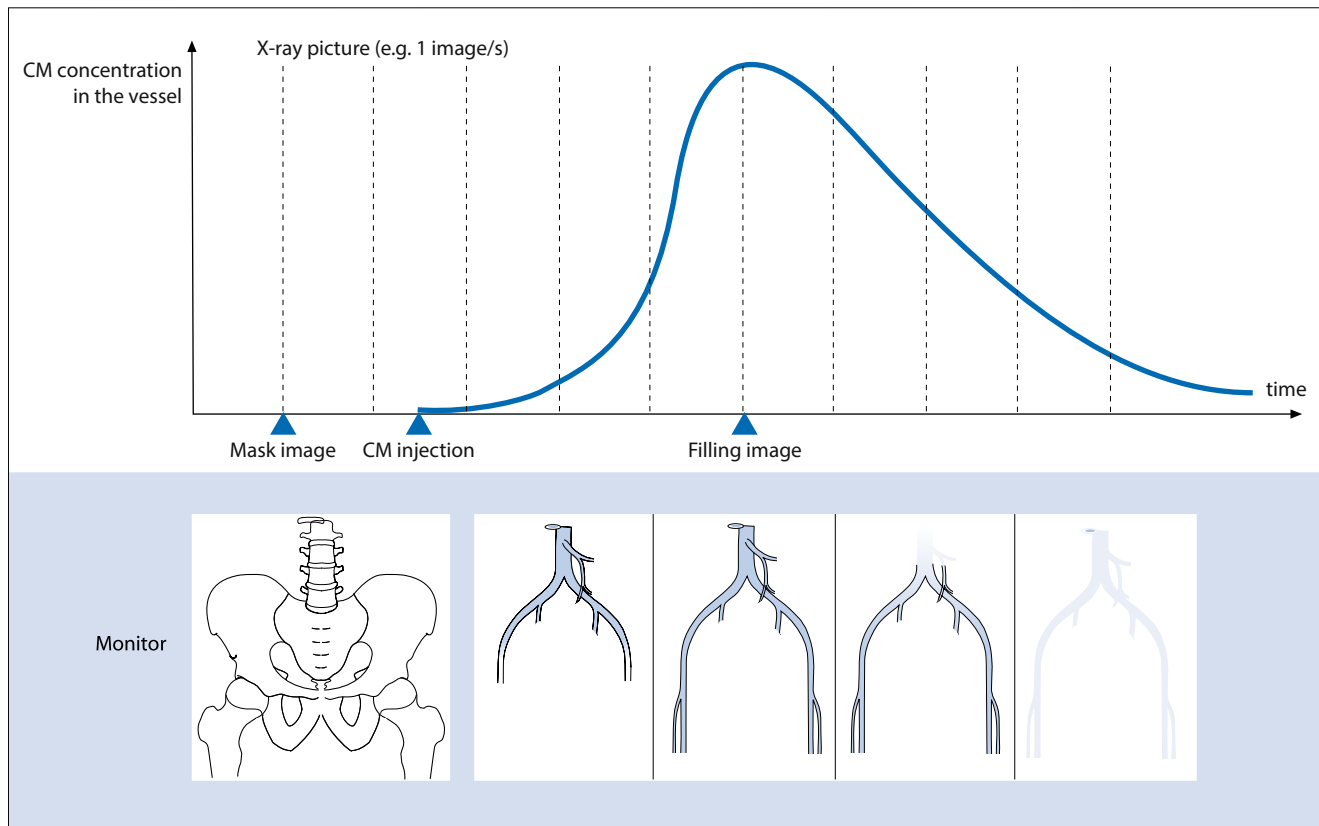 X-ray picture (e.g. 1 image/s)
CM concentration
in the vessel
time
Mask image
CM injection
Filling image
Monitor